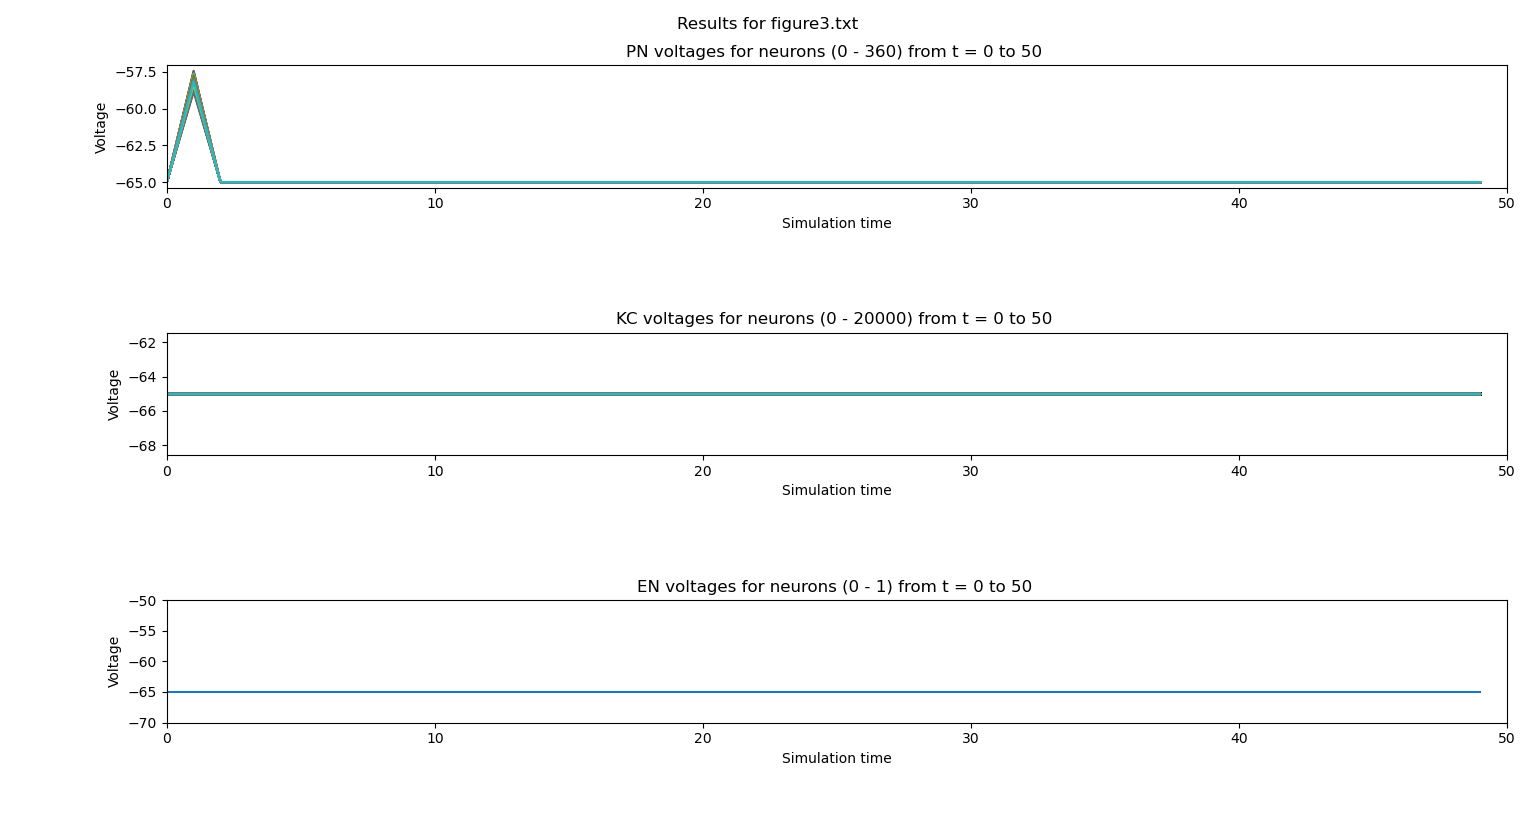 Results for figure3.txt
PN voltages for neurons (0 - 360) from t = 0 to 50
Voltage
−57.5
−60.0
−62.5
−65.0
0 10 20 30 40 50
Simulation time
KC voltages for neurons (0 - 20000) from t = 0 to 50
Voltage
−62
−64
−66
−68
0 10 20 30 40 50
Simulation time
EN voltages for neurons (0 - 1) from t = 0 to 50
Voltage
−50
−55
−60
−65
−70
0 10 20 30 40 50
Simulation time